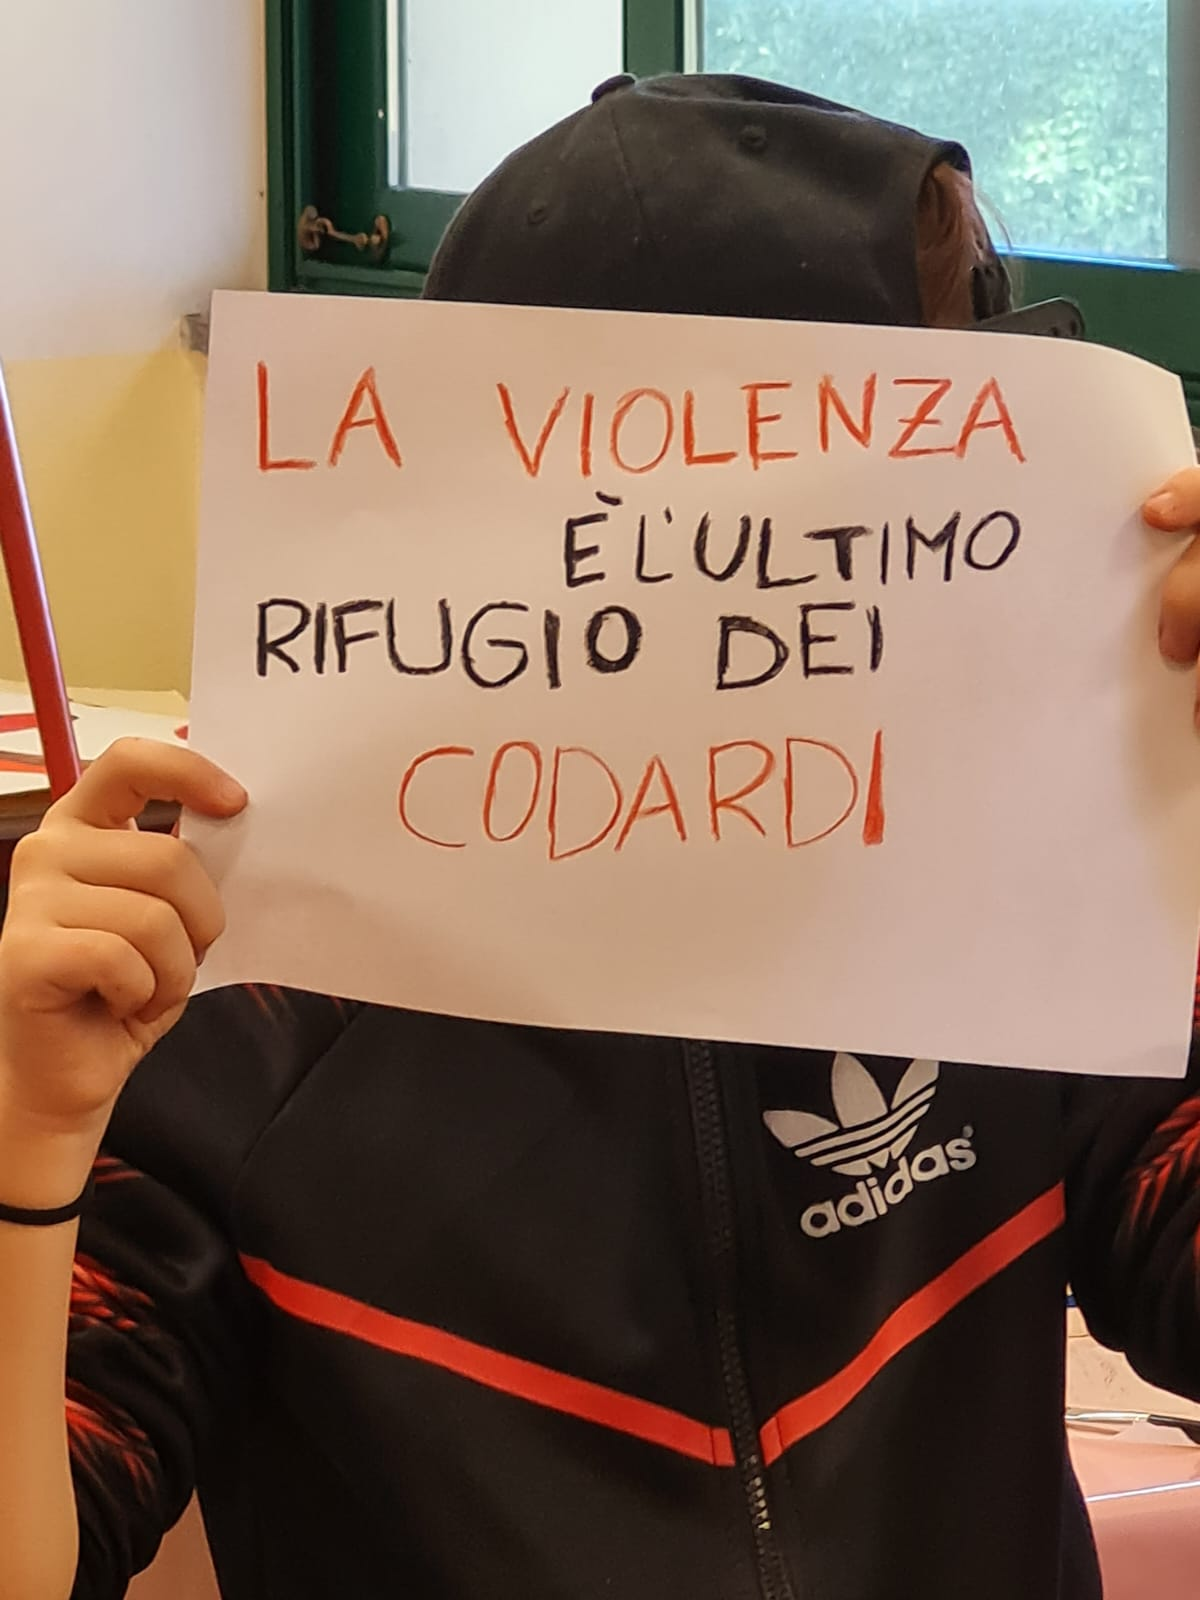 LA VIOLENZA
È L'ULTIMO
RIFUGIO DEI
CODARDI
adidas